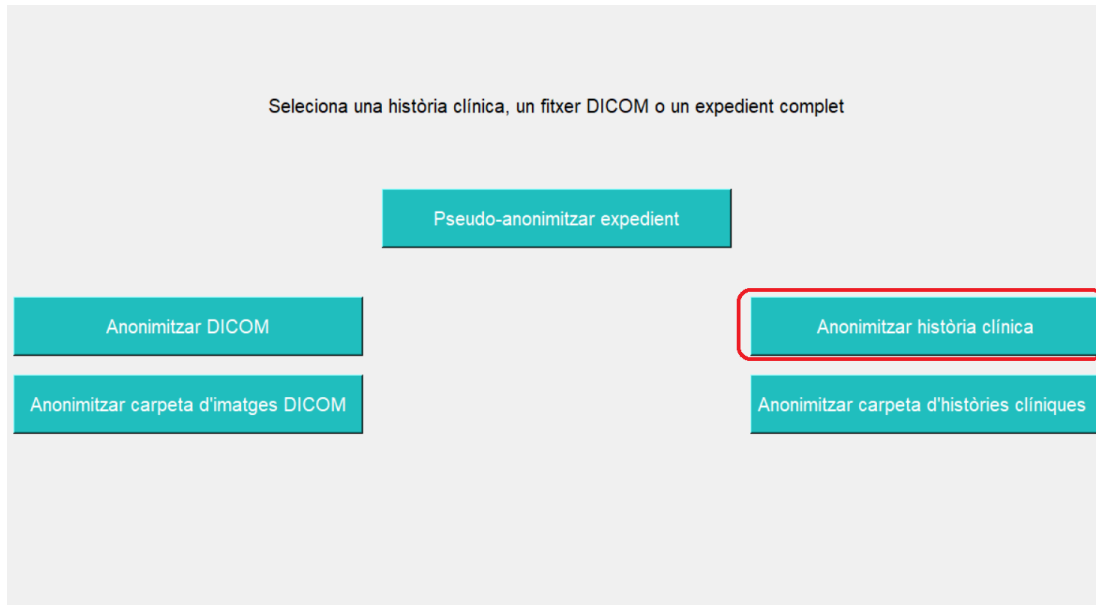 Seleciona una història clínica, un fitxer DICOM o un expedient complet
Pseudo-anonimitzar expedient
Anonimitzar DICOM
Anonimitzar història clínica
Anonimitzar carpeta d'imatges DICOM
Anonimitzar carpeta d'històries clíniques